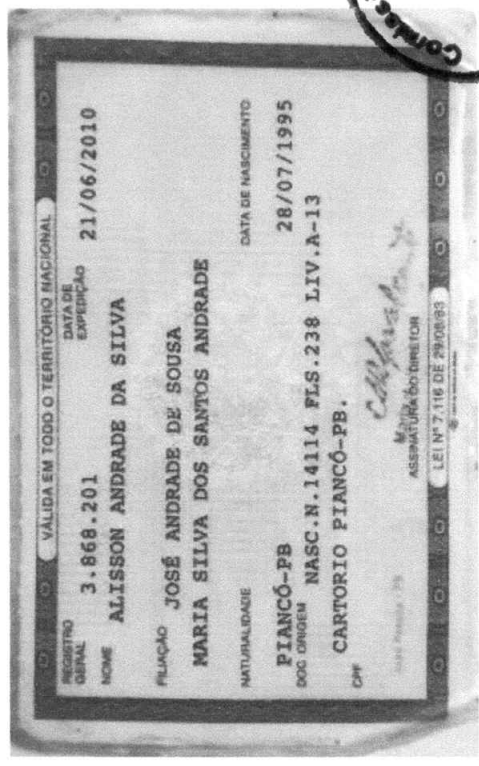 VÁLIDA EM TODO O TERRITÓRIO NACIONAL
REGISTRO GERAL 3.868.201 DATA DE EXPEDIÇÃO 21/06/2010
NOME ALISSON ANDRADE DA SILVA
FILIAÇÃO JOSÉ ANDRADE DE SOUSA
MARIA SILVA DOS SANTOS ANDRADE
NATURALIDADE DATA DE NASCIMENTO
PIANCÓ-PB 28/07/1995
DOC ORIGEM NASC.N.14114 FLS.238 LIV.A-13
CARTORIO PIANCÓ-PB.
CPF
ASSINATURA DO DIRETOR
LEI Nº 7.116 DE 29/08/83